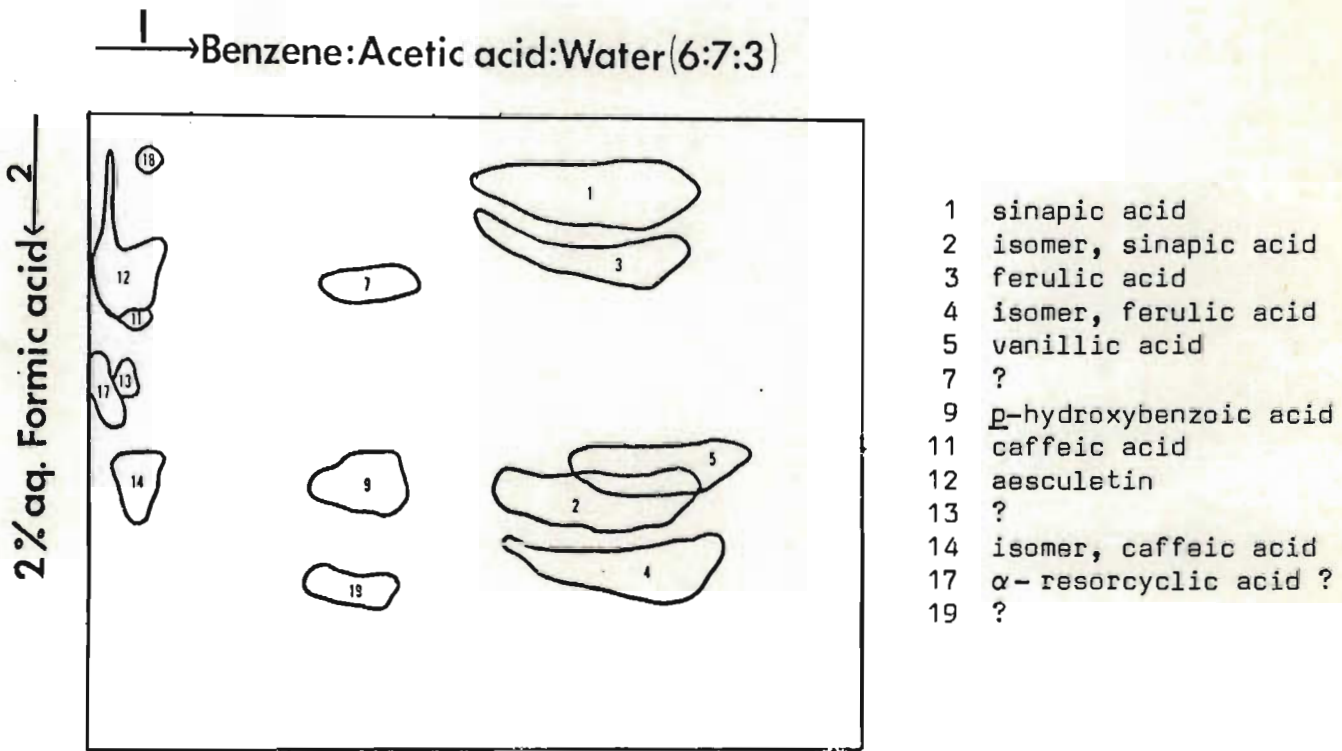 1
Benzene:Acetic acid:Water(6:7:3)
2
2% aq. Formic acid
18
1
3
12
7
11
17
13
14
9
5
2
4
19
1 sinapic acid
2 isomer, sinapic acid
3 ferulic acid
4 isomer, ferulic acid
5 vanillic acid
7 ?
9 p-hydroxybenzoic acid
11 caffeic acid
12 aesculetin
13 ?
14 isomer, caffeic acid
17 α-resorcyclic acid ?
19 ?